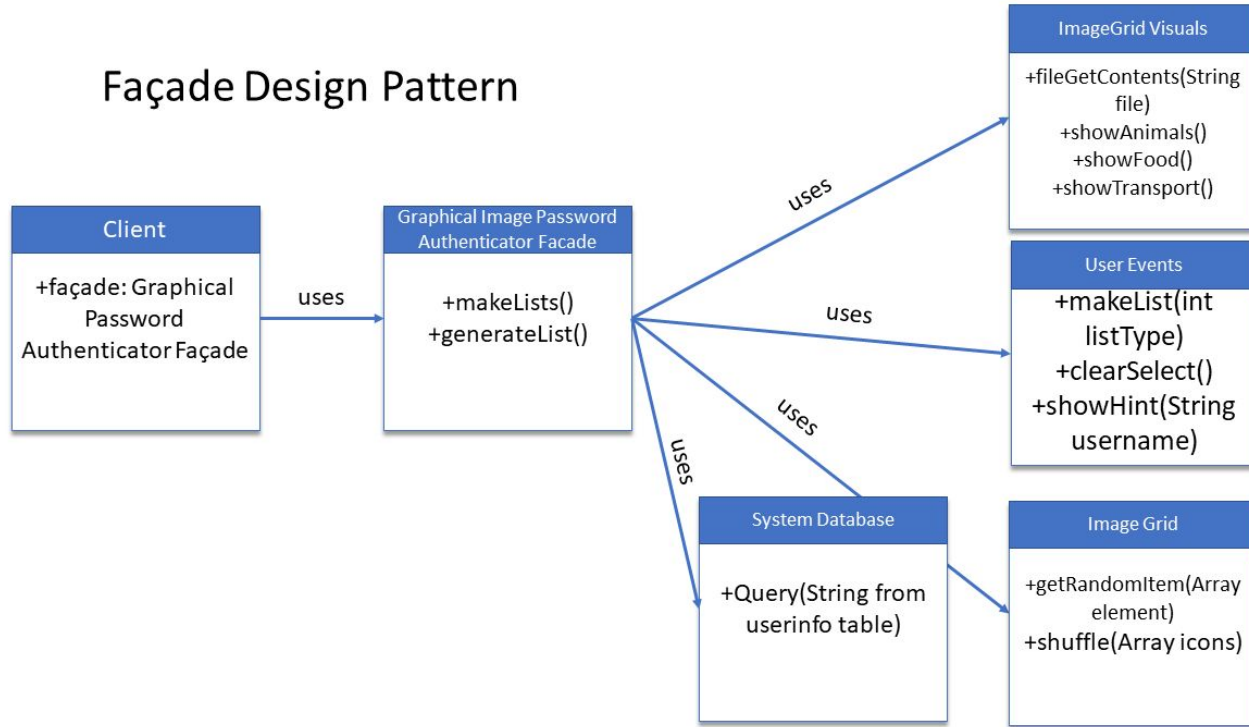 Façade Design Pattern
Client
+façade: Graphical
Password
Authenticator Façade
uses
Graphical Image Password
Authenticator Facade
+makeLists()
+generateList()
uses
uses
uses
uses
ImageGrid Visuals
+fileGetContents(String
file)
+showAnimals()
+showFood()
+showTransport()
User Events
+makeList(int
listType)
+clearSelect()
+showHint(String
username)
System Database
+Query(String from
userinfo table)
Image Grid
+getRandomItem(Array
element)
+shuffle(Array icons)